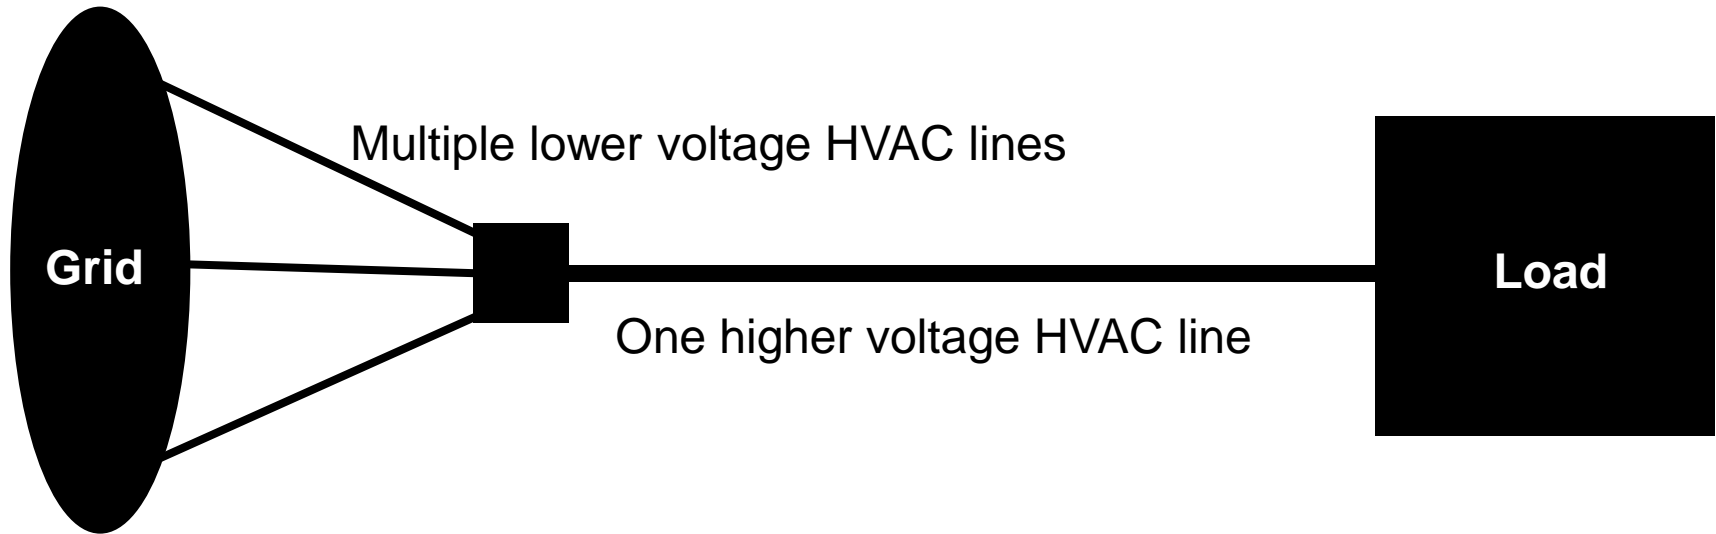 Multiple lower voltage HVAC lines
Grid
Load
One higher voltage HVAC line